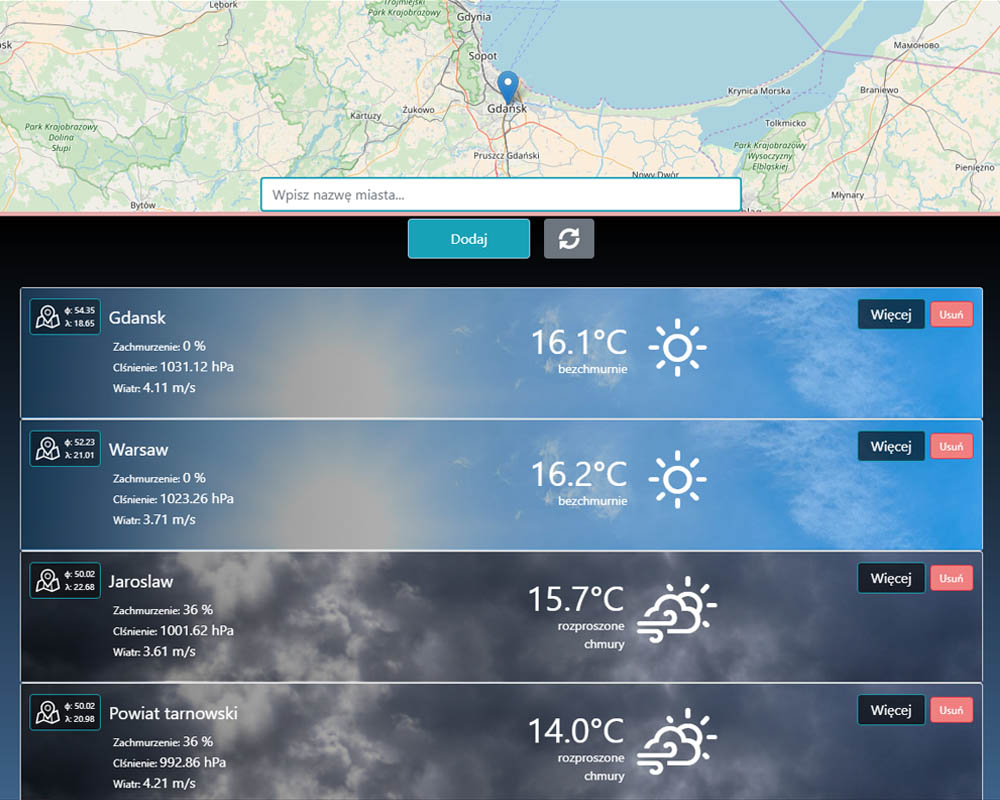 Lębork
Trójmiejski
Park Krajobrazowy
Gdynia
Мамоново
Sopot
Braniewo
Krynica Morska
Gdańsk
Żukowo
Kartuzy
Tolkmicko
Park Krajobrazowy
Dolina
Słupi
Park Krajobrazowy
Wysoczyzny
Elbląskiej
Pruszcz Gdański
Pieniężno
Nowy Dwór
Młynary
Bytów
Wpisz nazwę miasta...
Dodaj
φ: 54.35
λ: 18.65
Gdansk
Zachmurzenie: 0 %
CIśnienie: 1031.12 hPa
Wiatr: 4.11 m/s
16.1°C
bezchmurnie
Więcej
Usuń
φ: 52.23
λ: 21.01
Warsaw
Zachmurzenie: 0 %
CIśnienie: 1023.26 hPa
Wiatr: 3.71 m/s
16.2°C
bezchmurnie
Więcej
Usuń
φ: 50.02
λ: 22.68
Jaroslaw
Zachmurzenie: 36 %
CIśnienie: 1001.62 hPa
Wiatr: 3.61 m/s
15.7°C
rozproszone
chmury
Więcej
Usuń
φ: 50.02
λ: 20.98
Powiat tarnowski
Zachmurzenie: 36 %
CIśnienie: 992.86 hPa
Wiatr: 4.21 m/s
14.0°C
rozproszone
chmury
Więcej
Usuń